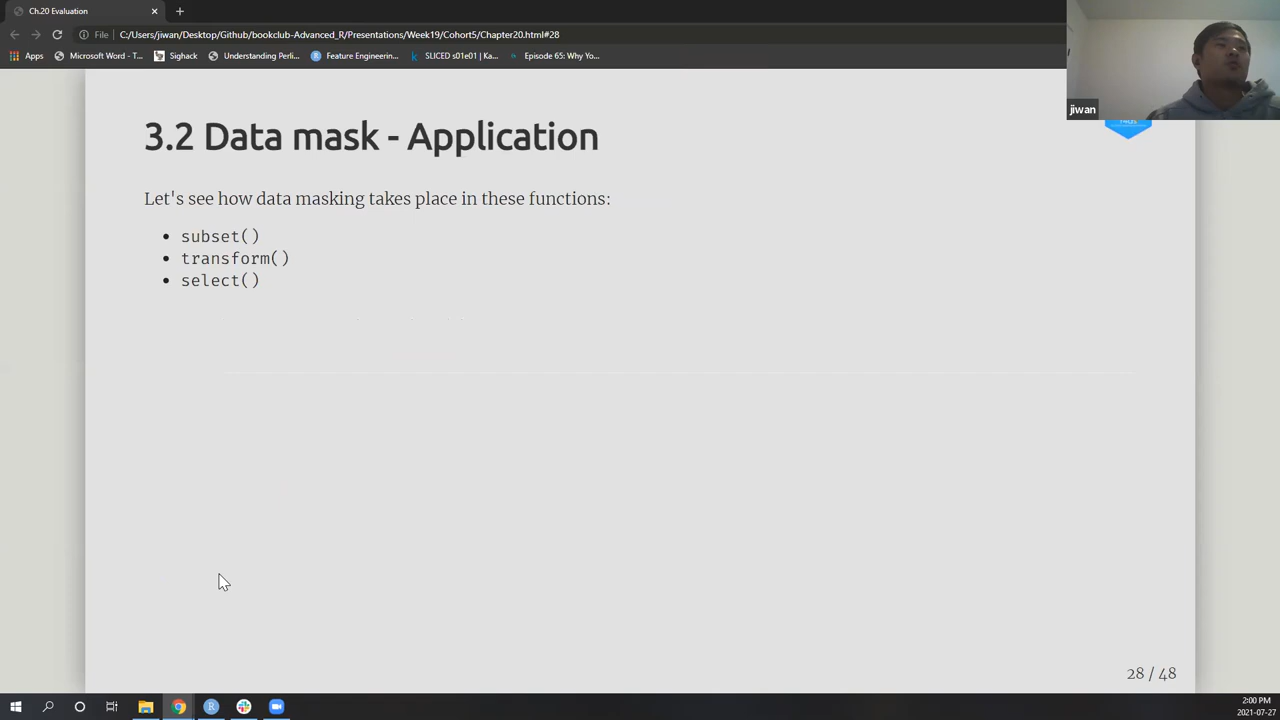 Ch.20 Evaluation
File C:/Users/jiwan/Desktop/Github/bookclub-Advanced_R/Presentations/Week19/Cohort5/Chapter20.html#28
Apps Microsoft Word - T... Sighack Understanding Perli... Feature Engineering... SLICED s01e01 | Ka... Episode 65: Why Yo...
jiwan
3.2 Data mask - Application
Let's see how data masking takes place in these functions:
• subset()
• transform()
• select()
28 / 48
2:00 PM
2021-07-27